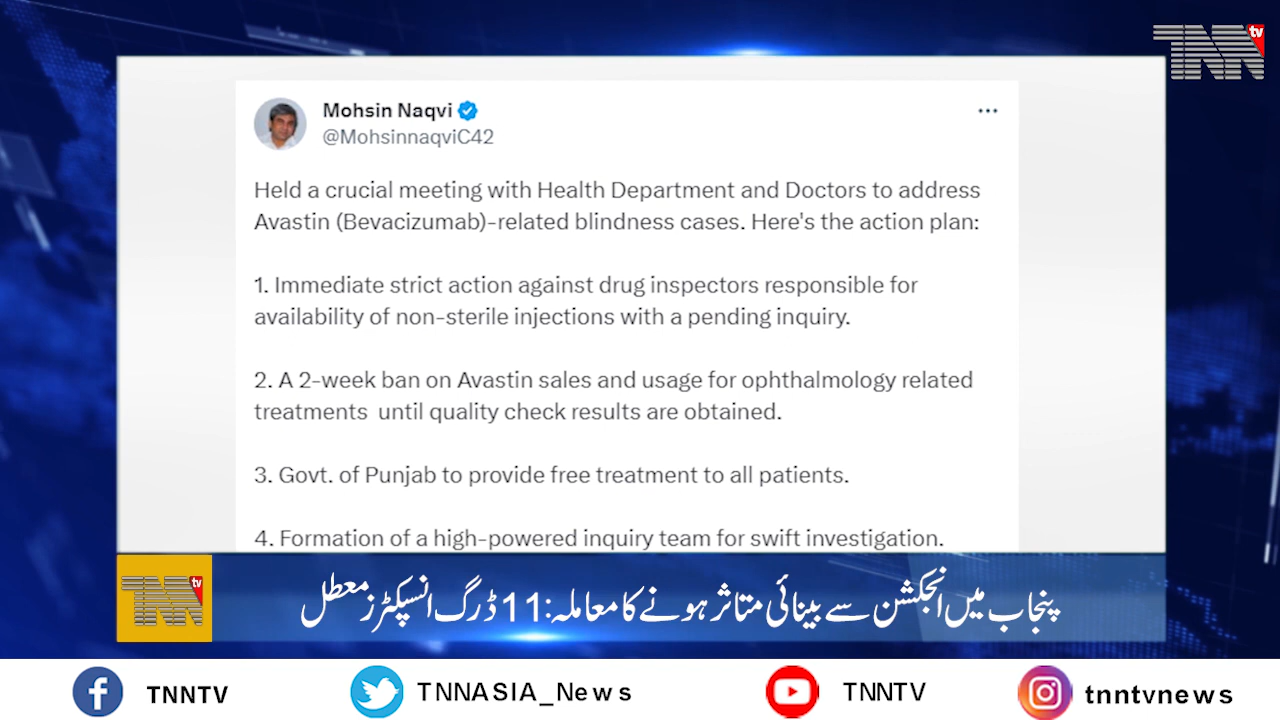 TNN tv
Mohsin Naqvi
@MohsinnaqviC42
Held a crucial meeting with Health Department and Doctors to address
Avastin (Bevacizumab)-related blindness cases. Here's the action plan:
1. Immediate strict action against drug inspectors responsible for
availability of non-sterile injections with a pending inquiry.
2. A 2-week ban on Avastin sales and usage for ophthalmology related
treatments until quality check results are obtained.
3. Govt. of Punjab to provide free treatment to all patients.
4. Formation of a high-powered inquiry team for swift investigation.
TNN tv
پنجاب میں انجکشن سے بینائی متاثر ہونے کا معاملہ: 11 ڈرگ انسپکٹرز معطل
TNNTV
TNNASIA_News
TNNTV
tnntvnews